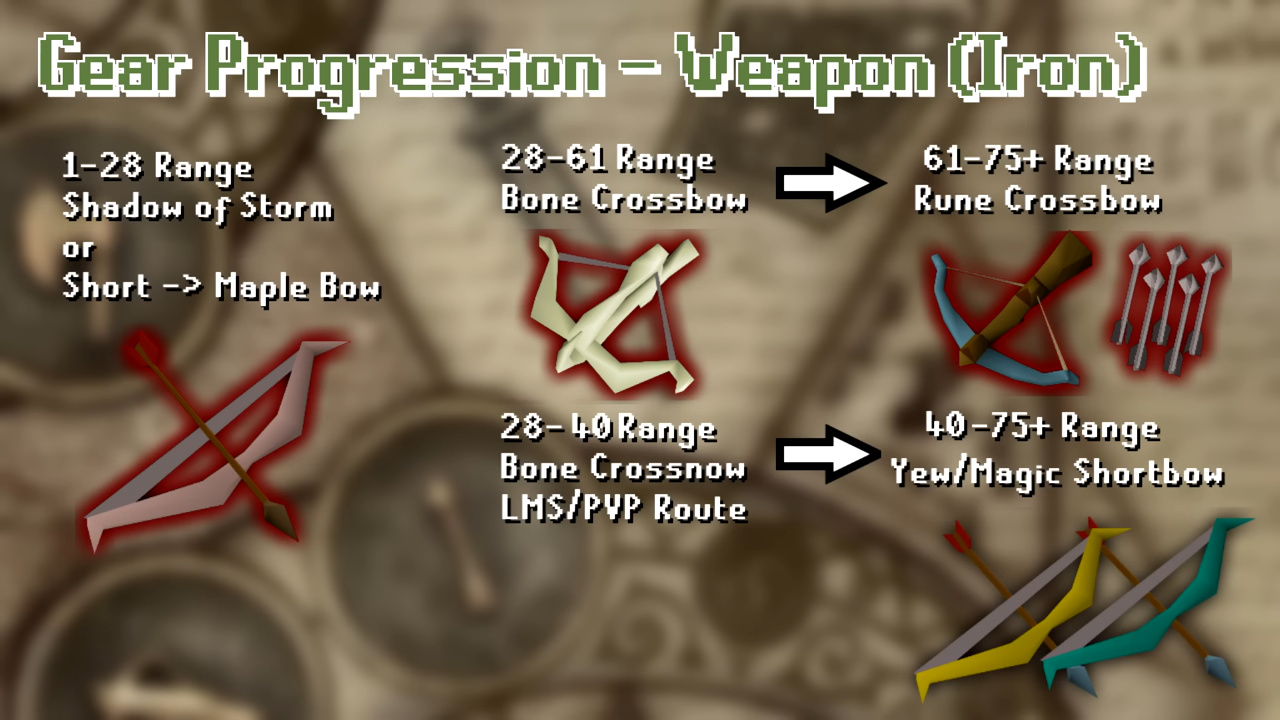 Gear Progression - Weapon (Iron)
1-28 Range
Shadow of Storm
or
Short -> Maple Bow
28-61 Range
Bone Crossbow
61-75+ Range
Rune Crossbow
28-40 Range
Bone Crossnow
LMS/PVP Route
40-75+ Range
Yew/Magic Shortbow